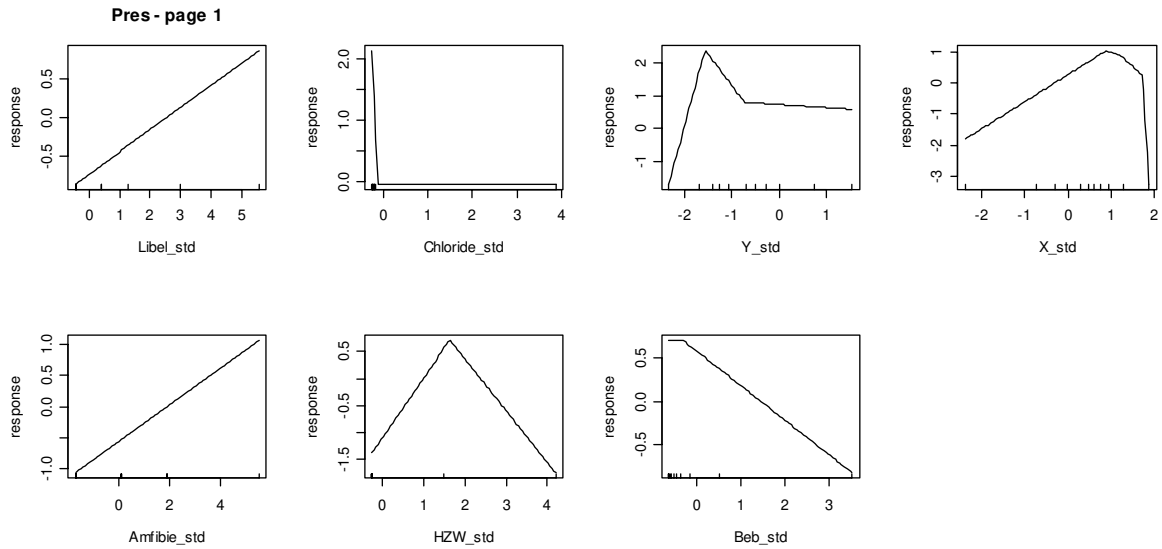 Pres - page 1
response
-0.5 0.0 0.5
0 1 2 3 4 5
Libel_std
response
0.0 1.0 2.0
0 1 2 3 4
Chloride_std
response
-1 0 1 2
-2 -1 0 1
Y_std
response
-3 -2 -1 0 1
-2 -1 0 1 2
X_std
response
-1.0 0.0 0.5 1.0
0 2 4
Amfibie_std
response
-1.5 -0.5 0.5
0 1 2 3 4
HZW_std
response
-0.5 0.0 0.5
0 1 2 3
Beb_std